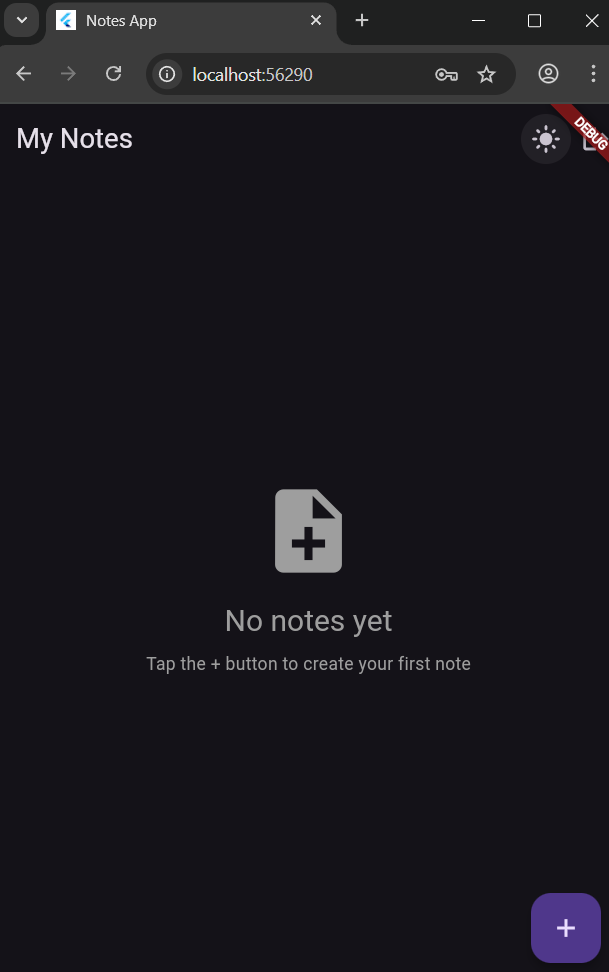 Notes App
localhost:56290
My Notes
DEBUG
No notes yet
Tap the + button to create your first note